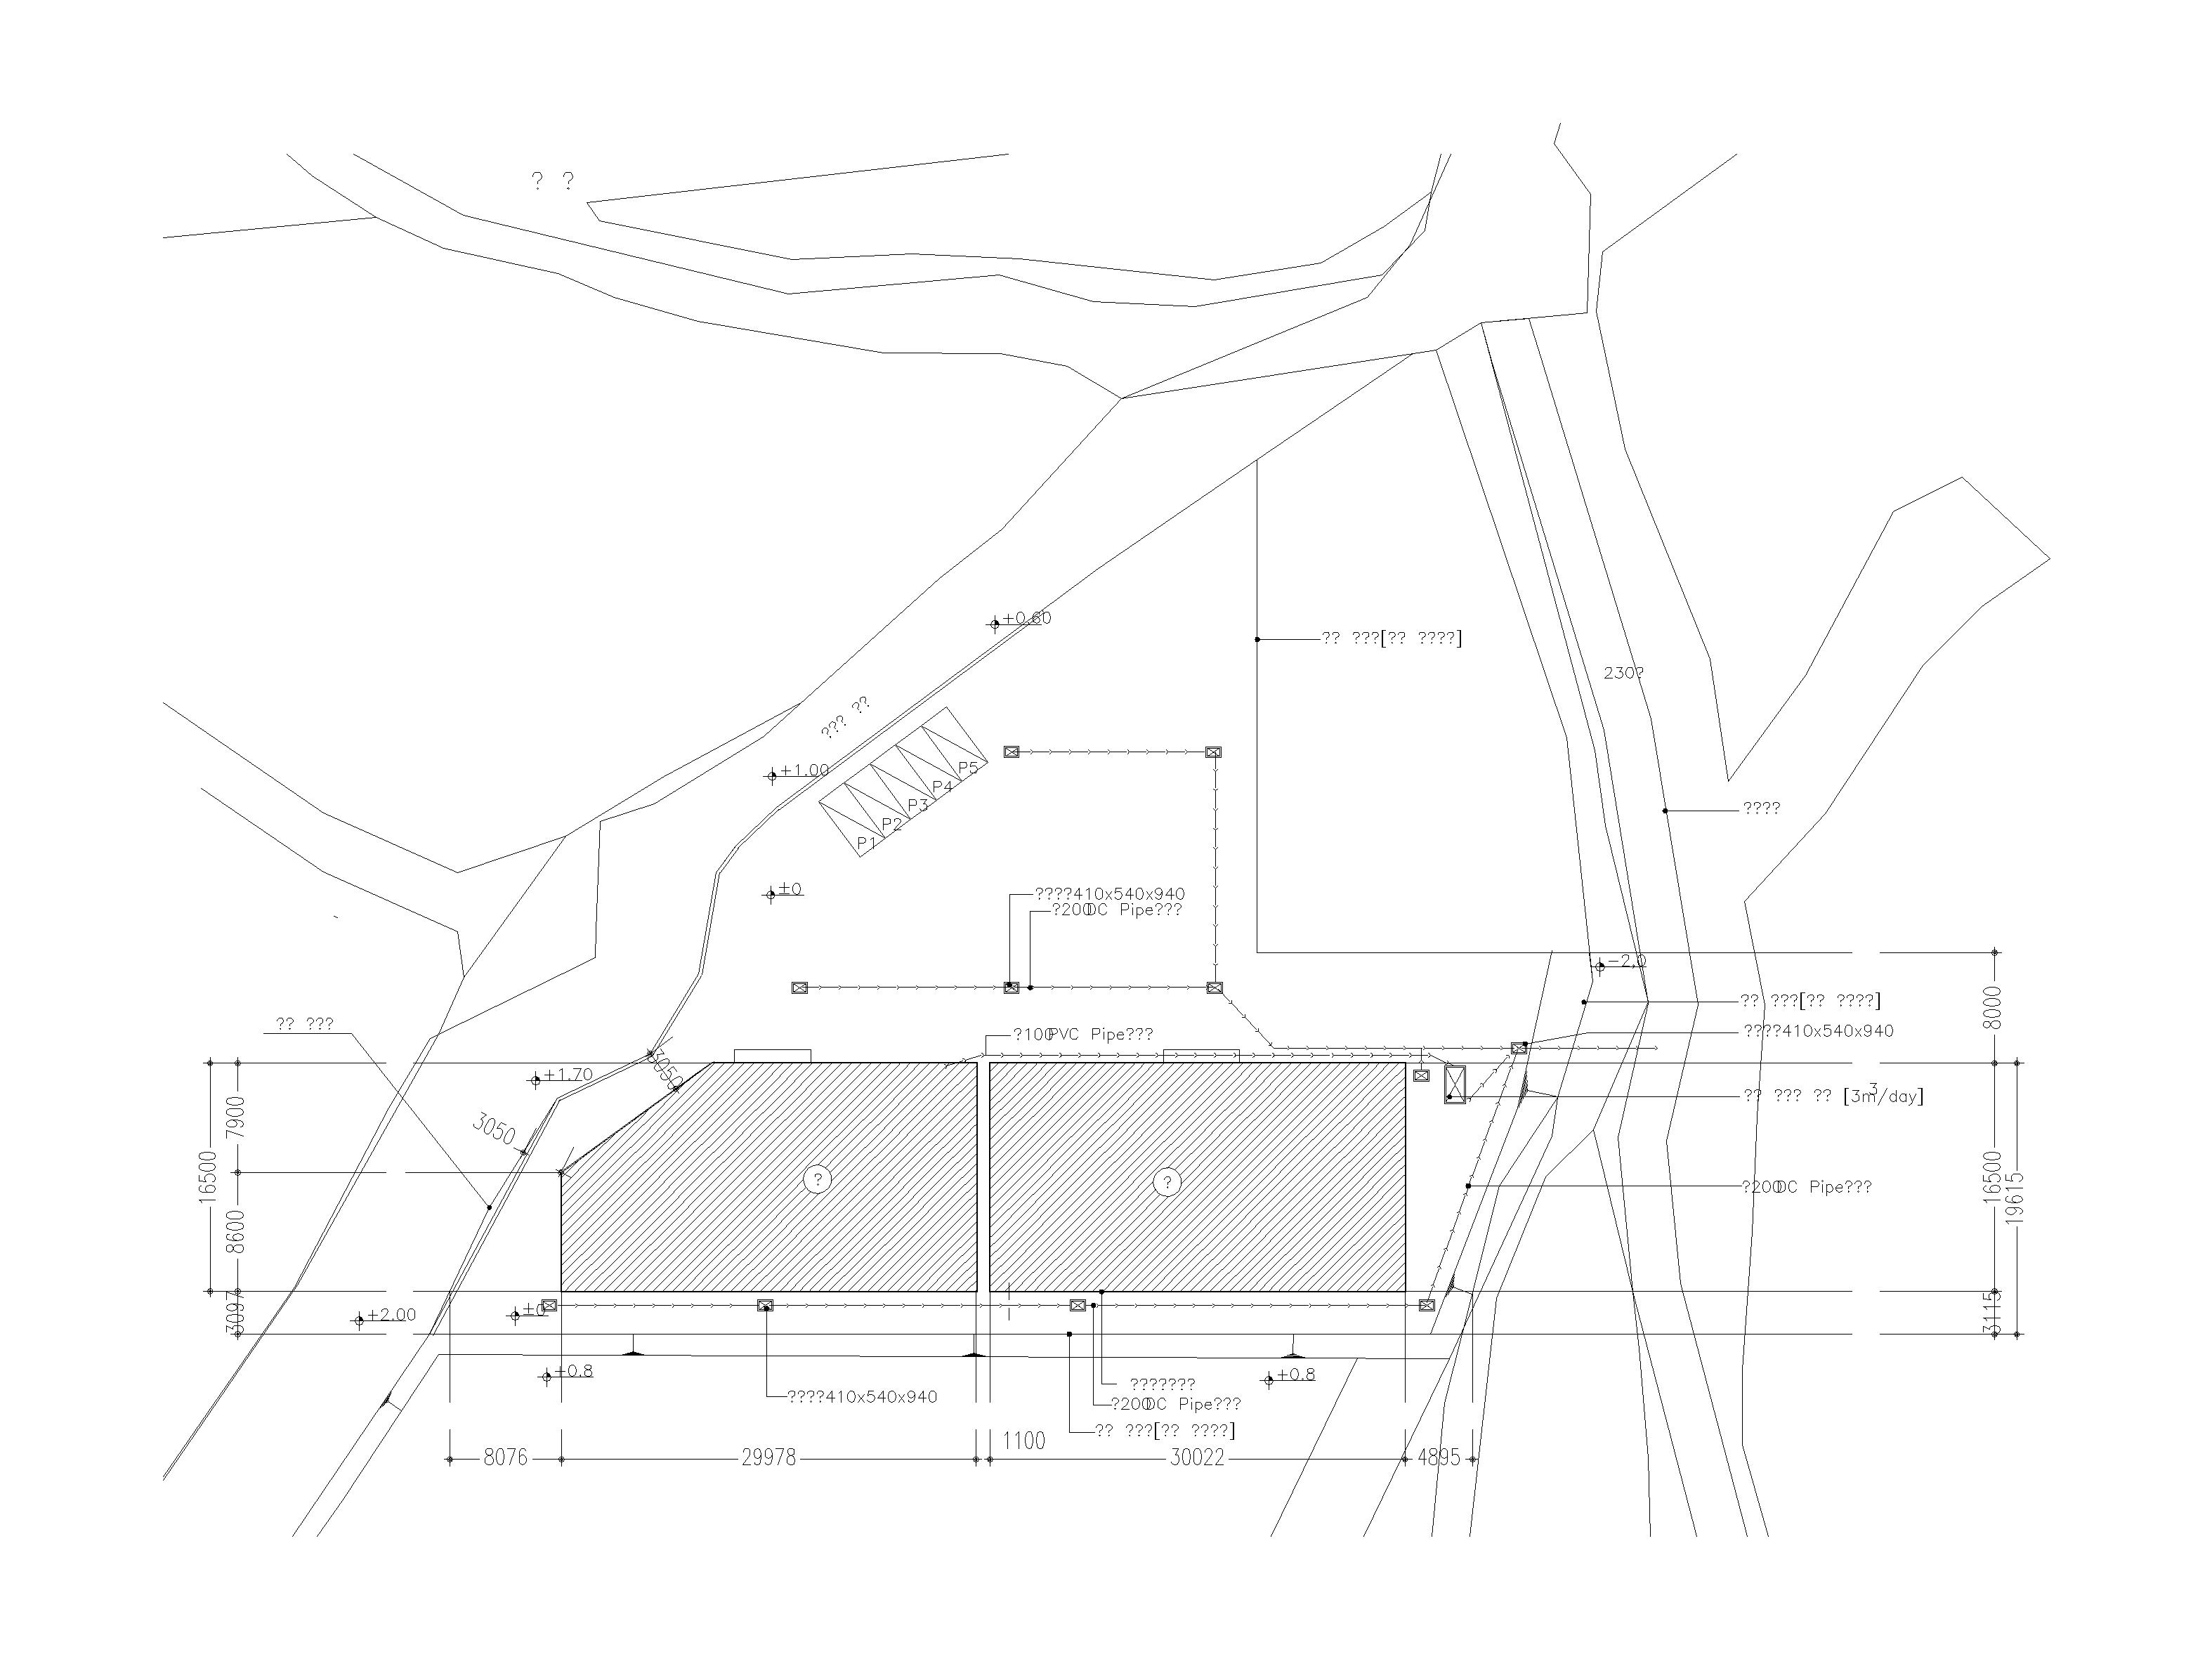 ? ?
+0.60
?? ???[?? ????]
230?
??? ??
+1.00
P5
P4
P3
P2
P1
????
±0
????410x540x940
?200DC Pipe???
-2.0
?? ???[?? ????]
8000
?? ???
?100PVC Pipe???
????410x540x940
3050
+1.70
?? ??? ?? [3m3/day]
7900
3050
16500
?
?
?200DC Pipe???
16500
19615
8600
3097
±0
+2.00
3115
+0.8
+0.8
???????
????410x540x940
?200DC Pipe???
?? ???[?? ????]
1100
8076
29978
30022
4895